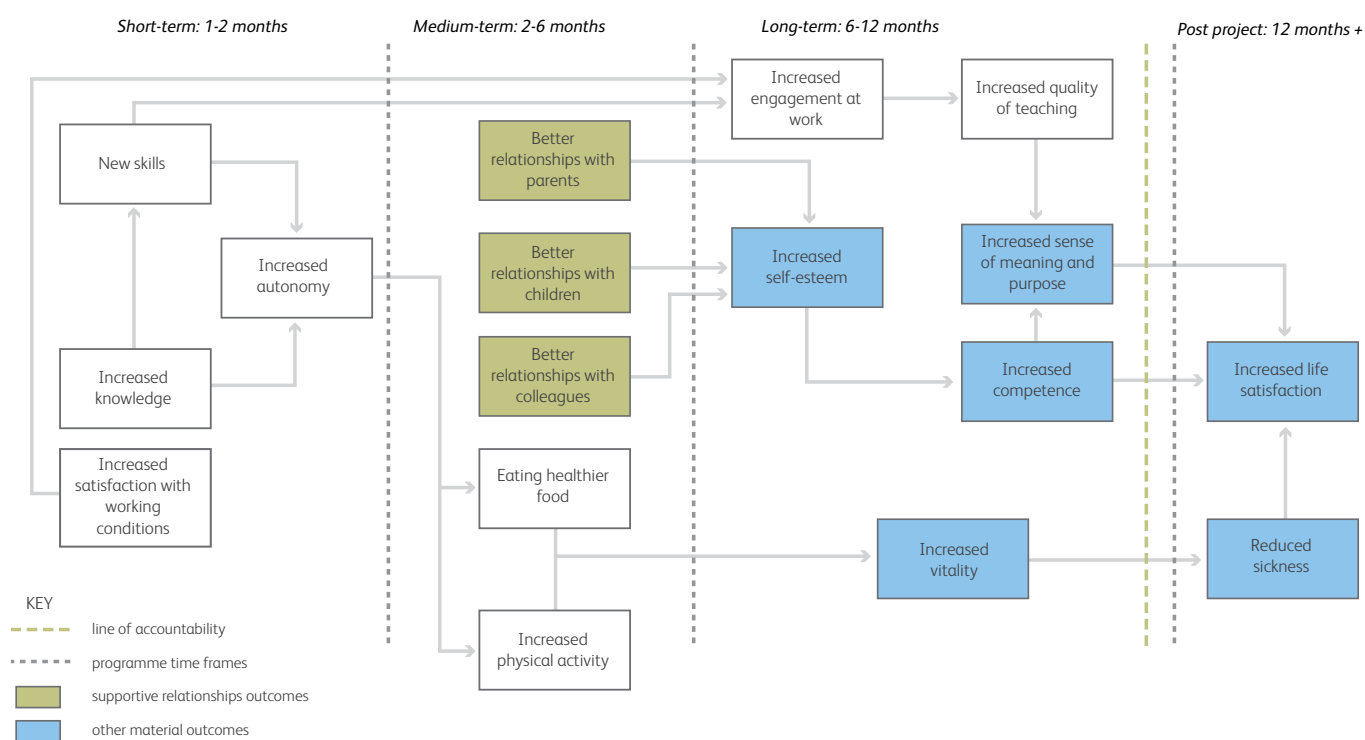 Short-term: 1-2 months
Medium-term: 2-6 months
Long-term: 6-12 months
Post project: 12 months +
New skills
Increased
autonomy
Increased
knowledge
Increased
satisfaction with
working
conditions
Better
relationships with
parents
Better
relationships with
children
Better
relationships with
colleagues
Eating healthier
food
Increased
physical activity
Increased
engagement at
work
Increased quality
of teaching
Increased
self-esteem
Increased sense
of meaning and
purpose
Increased
competence
Increased
vitality
Increased life
satisfaction
Reduced
sickness
KEY
line of accountability
programme time frames
supportive relationships outcomes
other material outcomes